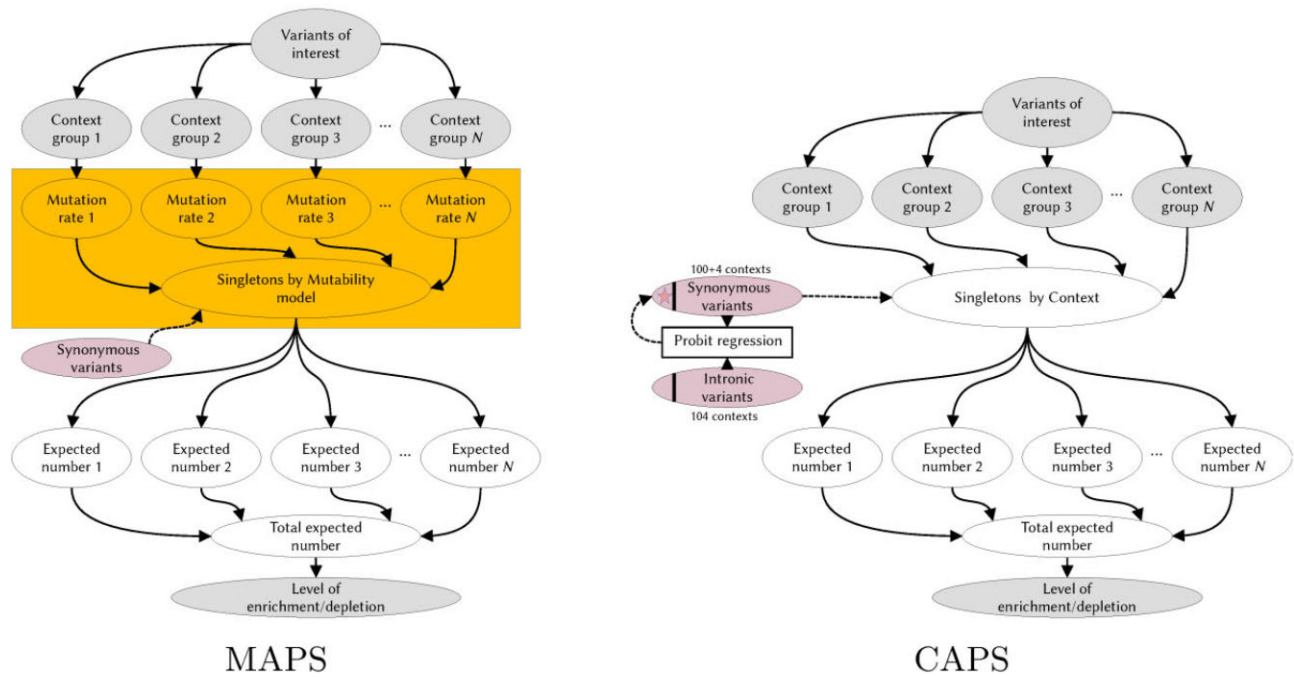 Variants of
interest
Context
group 1
Context
group 2
Context
group 3
...
Context
group N
Mutation
rate 1
Mutation
rate 2
Mutation
rate 3
...
Mutation
rate N
Singletons by Mutability
model
Synonymous
variants
Expected
number 1
Expected
number 2
Expected
number 3
...
Expected
number N
Total expected
number
Level of
enrichment/depletion
MAPS
Variants of
interest
Context
group 1
Context
group 2
Context
group 3
...
Context
group N
100+4 contexts
Synonymous
variants
Singletons by Context
Probit regression
Intronic
variants
104 contexts
Expected
number 1
Expected
number 2
Expected
number 3
...
Expected
number N
Total expected
number
Level of
enrichment/depletion
CAPS